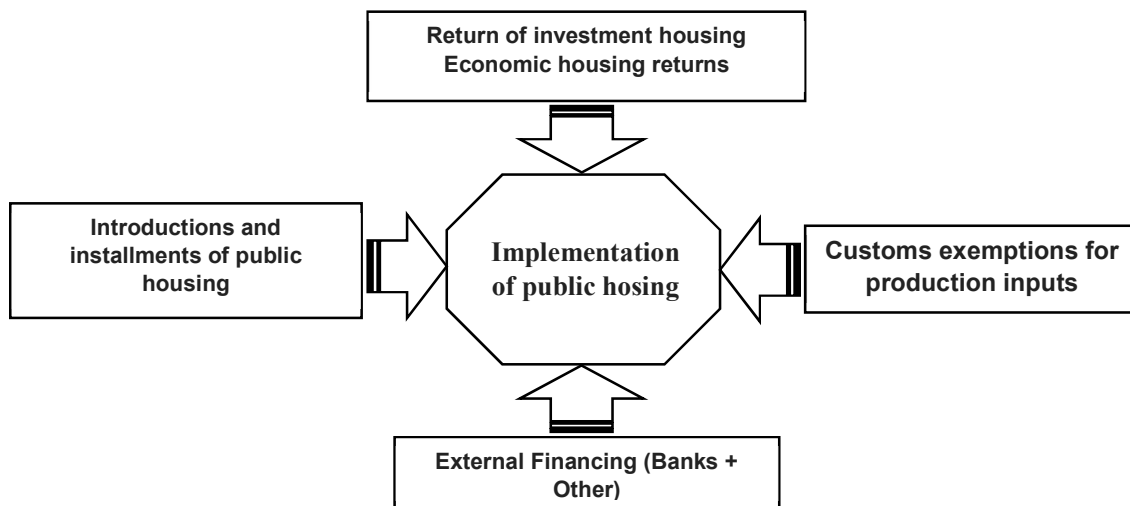 Return of investment housing
Economic housing returns
Introductions and
installments of public
housing
Implementation
of public hosing
Customs exemptions for
production inputs
External Financing (Banks +
Other)